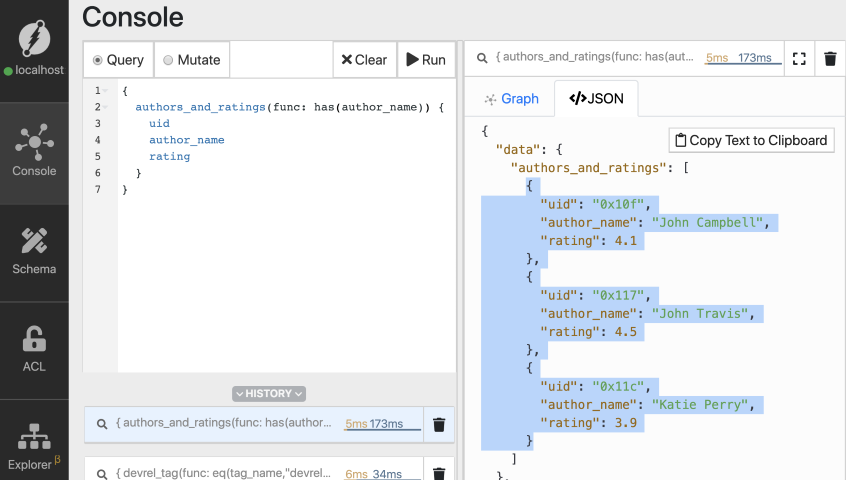 Console
localhost
Console
Schema
ACL
Explorer β
Query
Mutate
Clear
Run
1 {
2 authors_and_ratings(func: has(author_name)) {
3 uid
4 author_name
5 rating
6 }
7 }
HISTORY
{ authors_and_ratings(func: has(author... 5ms 173ms
{ devrel_tag(func: eq(tag_name,"devrel... 6ms 34ms
{ authors_and_ratings(func: has(aut... 5ms 173ms
Graph
</>JSON
Copy Text to Clipboard
{
"data": {
"authors_and_ratings": [
{
"uid": "0x10f",
"author_name": "John Campbell",
"rating": 4.1
},
{
"uid": "0x117",
"author_name": "John Travis",
"rating": 4.5
},
{
"uid": "0x11c",
"author_name": "Katie Perry",
"rating": 3.9
}
]
},